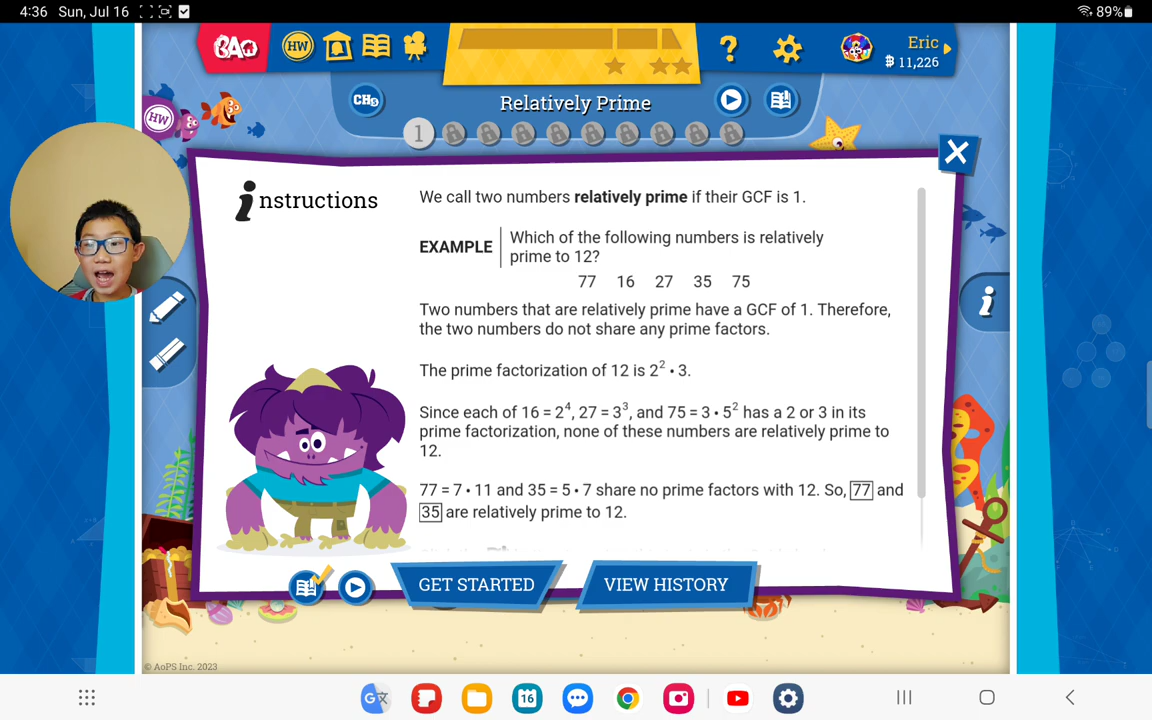 4:36 Sun, Jul 16
89%
BA
HW
?
Eric
11,226
CH
Relatively Prime
HW
1
X
instructions
We call two numbers relatively prime if their GCF is 1.
EXAMPLE
Which of the following numbers is relatively
prime to 12?
77 16 27 35 75
Two numbers that are relatively prime have a GCF of 1. Therefore,
the two numbers do not share any prime factors.
The prime factorization of 12 is 2² • 3.
Since each of 16 = 2⁴, 27 = 3³, and 75 = 3 • 5² has a 2 or 3 in its
prime factorization, none of these numbers are relatively prime to
12.
77 = 7 • 11 and 35 = 5 • 7 share no prime factors with 12. So, 77 and
35 are relatively prime to 12.
i
GET STARTED
VIEW HISTORY
© AoPS Inc. 2023
G
16